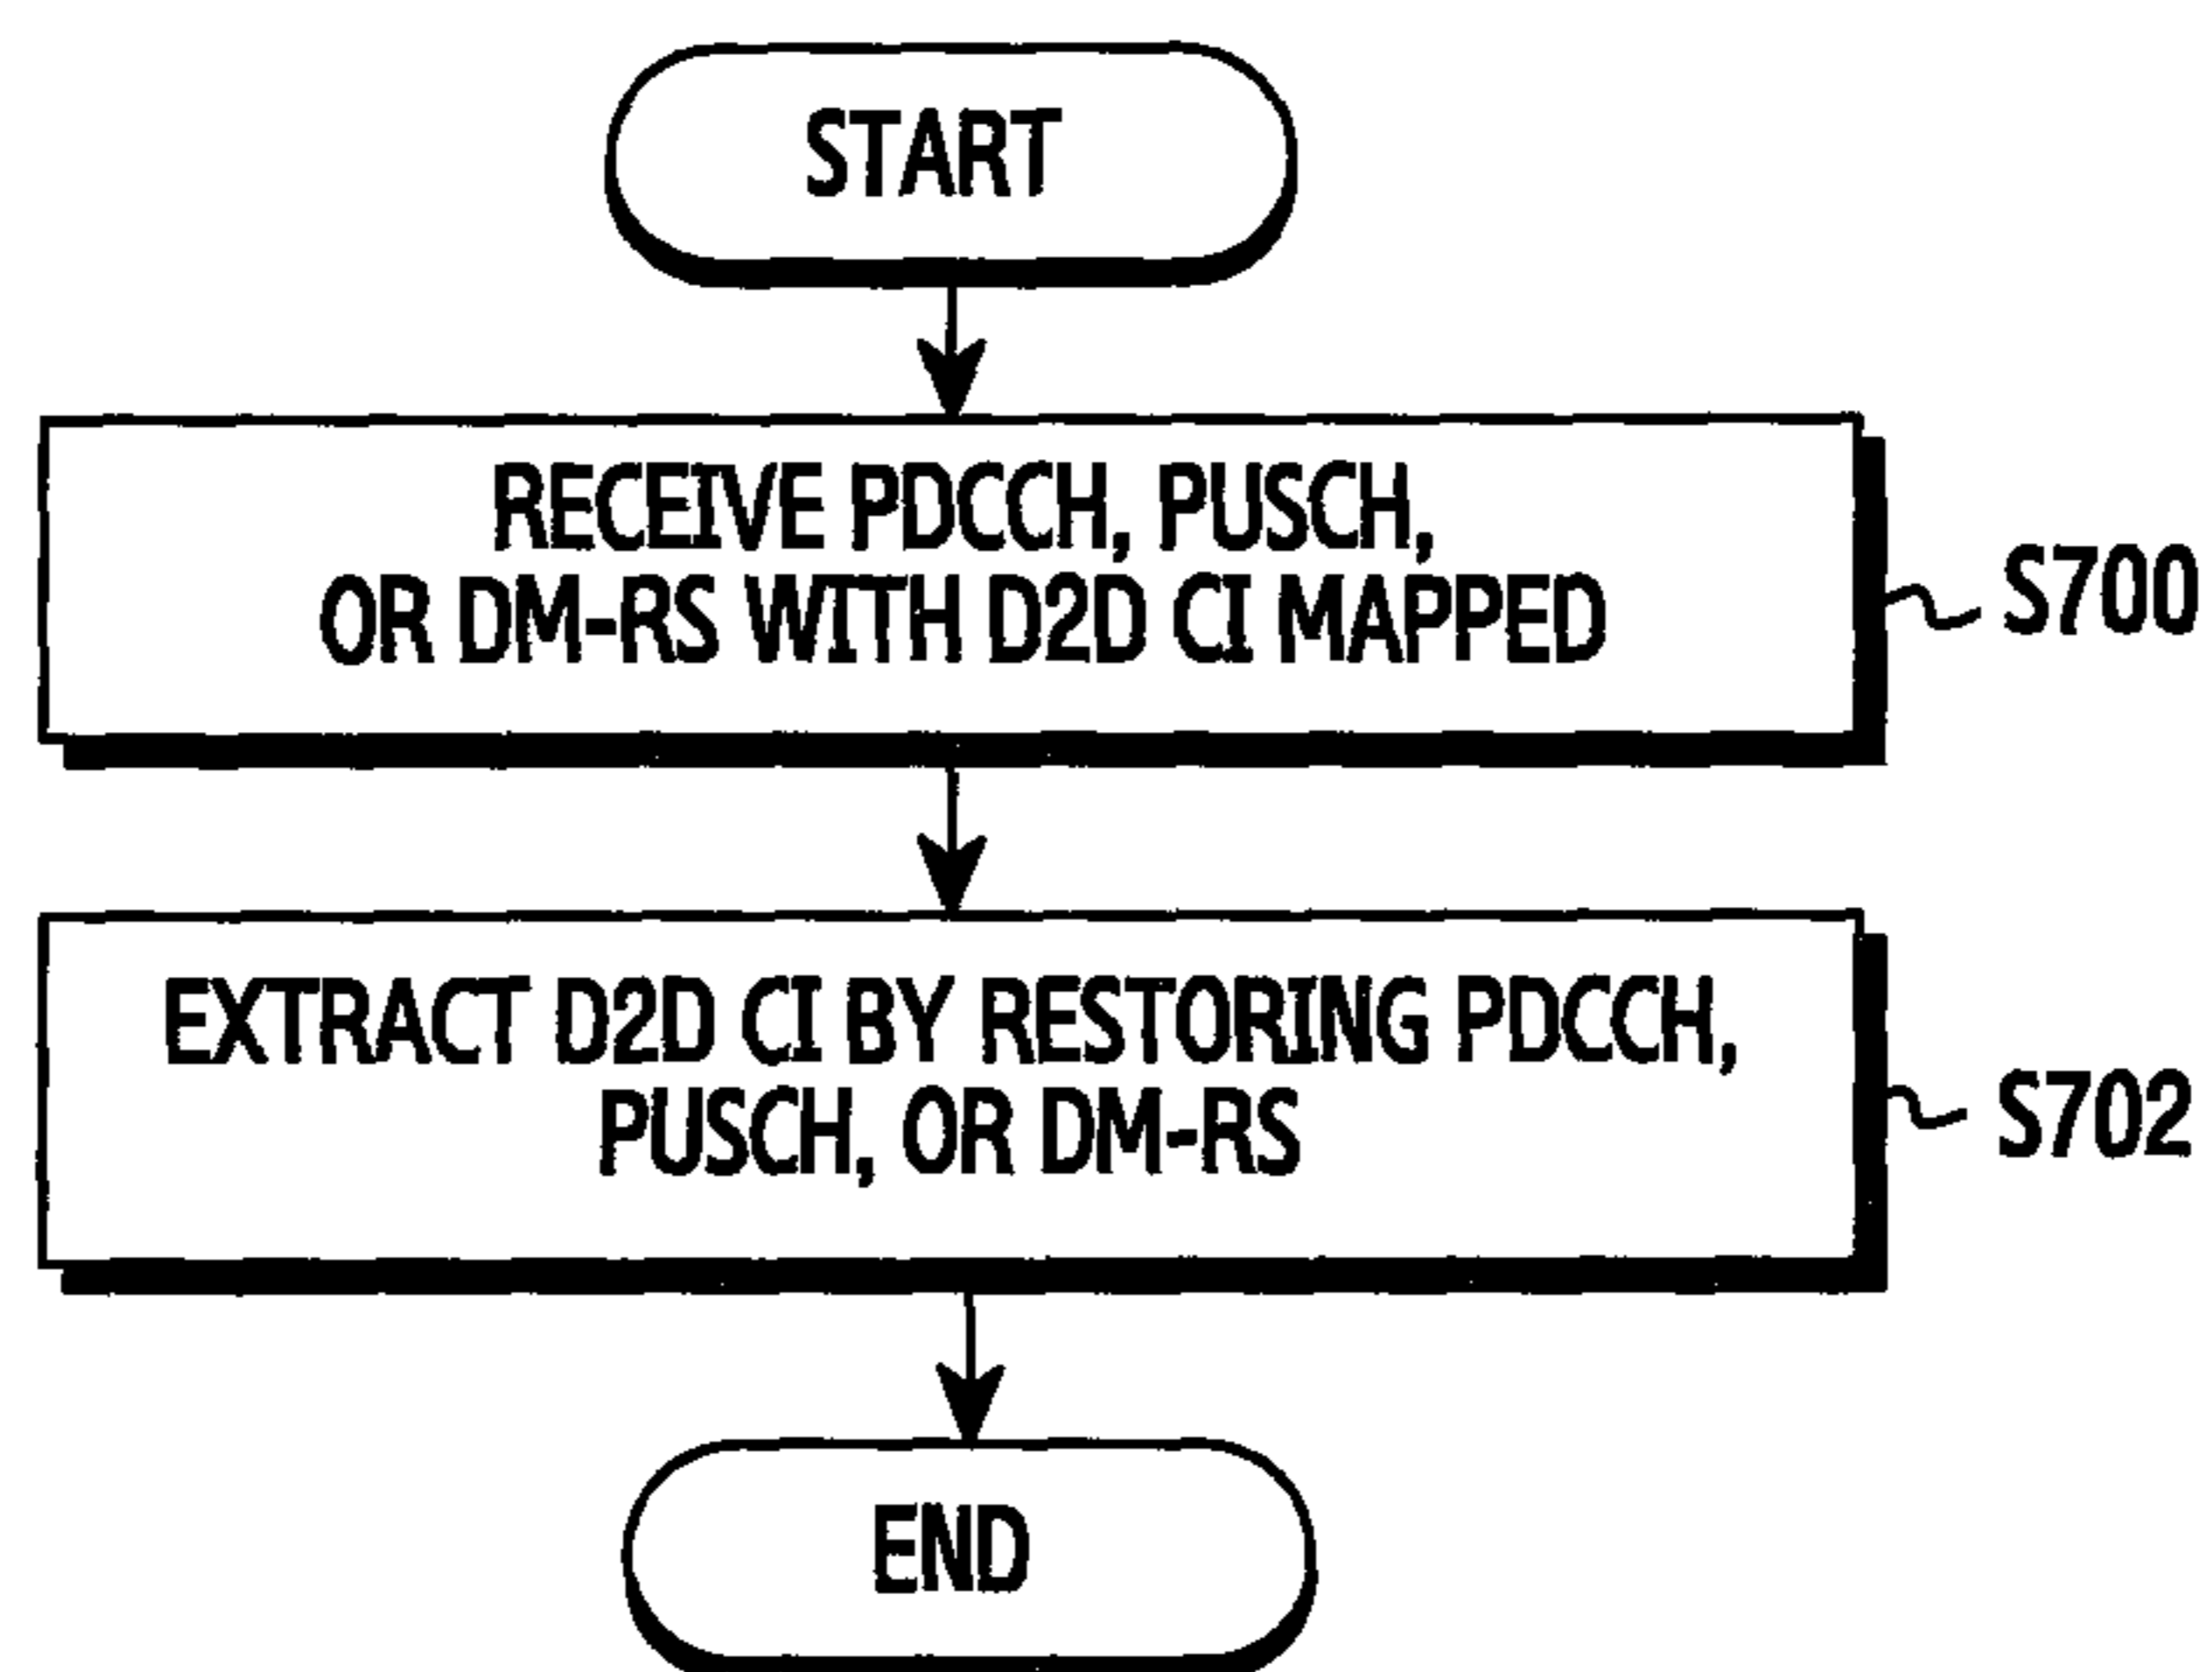 START
RECEIVE PDCCH, PUSCH,
OR DM-RS WITH D2D CI MAPPED
S700
EXTRACT D2D CI BY RESTORING PDCCH,
PUSCH, OR DM-RS
S702
END